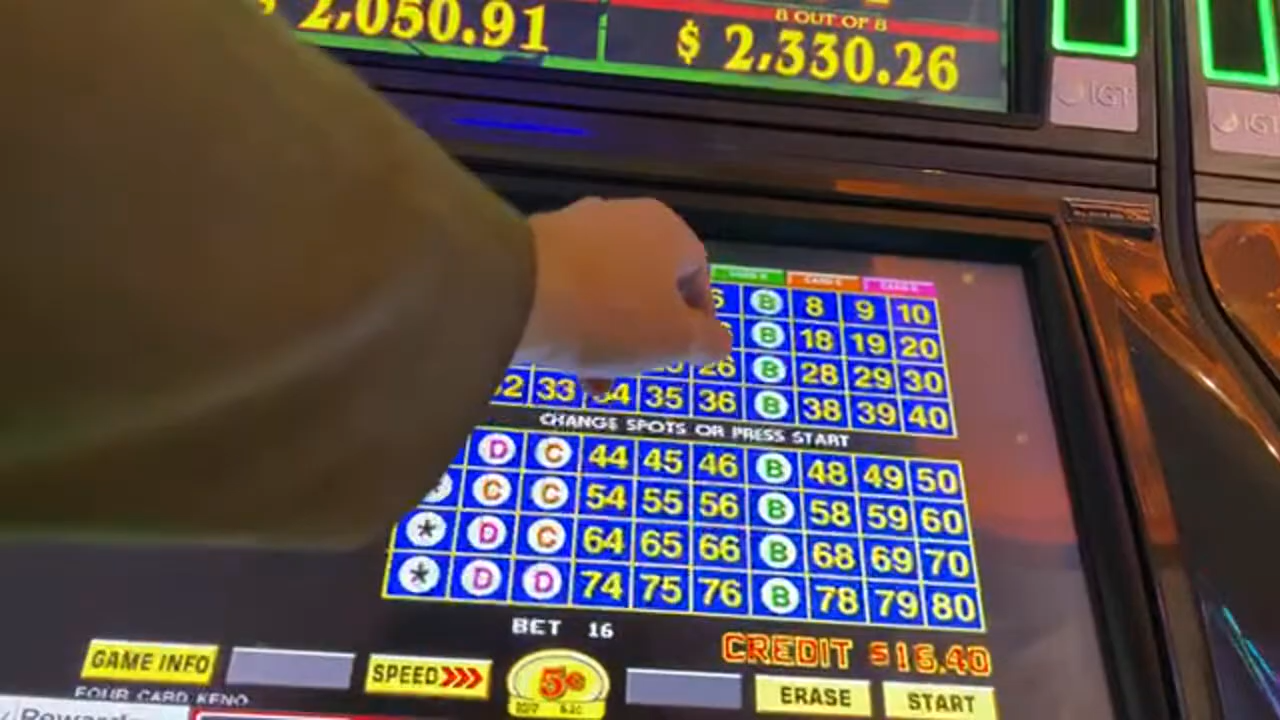 $ 2,050.91
8 OUT OF 8
$ 2,330.26
IGT
IGT
B 8 9 10
B 18 19 20
26 B 28 29 30
33 34 35 36 B 38 39 40
CHANGE SPOTS OR PRESS START
D C 44 45 46 B 48 49 50
C C 54 55 56 B 58 59 60
* D C 64 65 66 B 68 69 70
* D D 74 75 76 B 78 79 80
BET 16
CREDIT $15.40
GAME INFO
SPEED>>>
5¢
ERASE
START
FOUR CARD KENO
Rewards